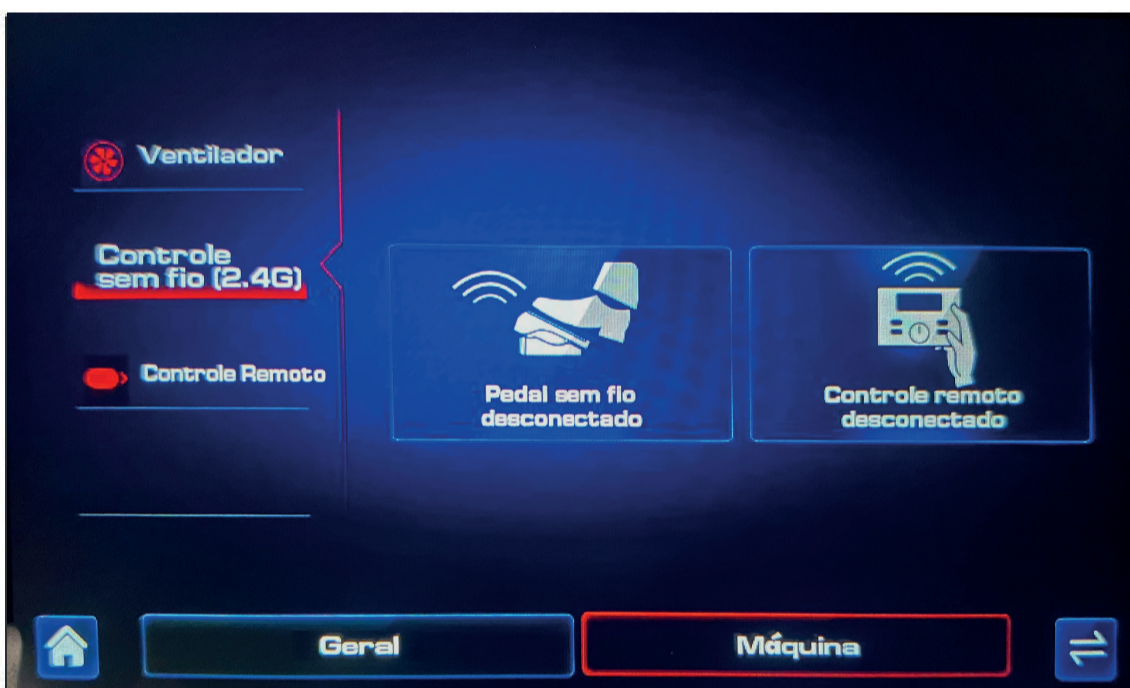 Ventilador
Controle
sem fio (2.4G)
Controle Remoto
Pedal sem fio
desconectado
Controle remoto
desconectado
Geral
Máquina